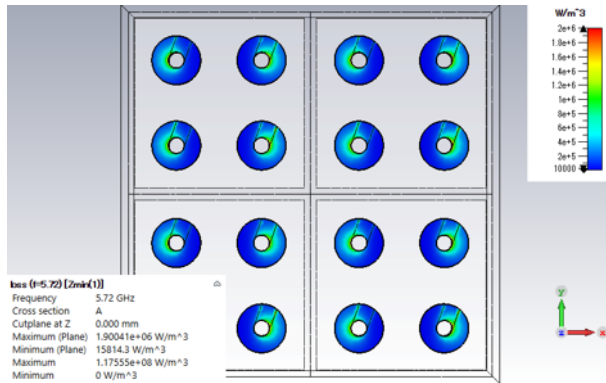 W/m^3
2e+6
1.8e+6
1.6e+6
1.4e+6
1.2e+6
1e+6
8e+5
6e+5
4e+5
2e+5
10000
loss (f=5.72) [Zmin(1)]
Frequency 5.72 GHz
Cross section A
Cutplane at Z 0.000 mm
Maximum (Plane) 1.90041e+06 W/m^3
Minimum (Plane) 15814.3 W/m^3
Maximum 1.17555e+08 W/m^3
Minimum 0 W/m^3
y
z x